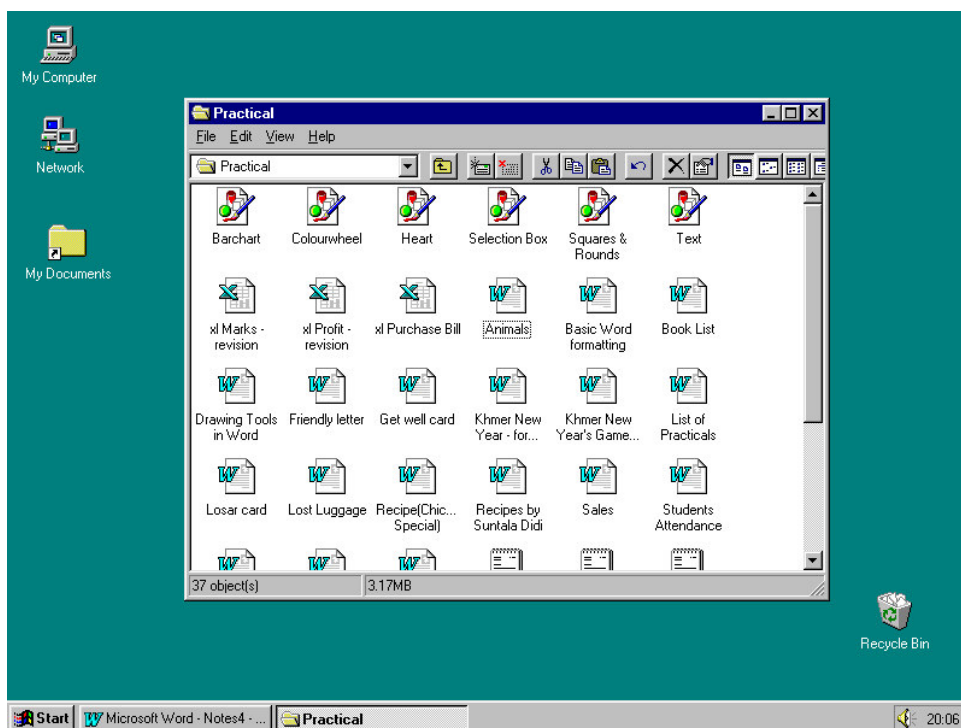 My Computer
Network
My Documents
Practical
File Edit View Help
Practical
Barchart Colourwheel Heart Selection Box Squares & Text
Rounds
xl Marks - xl Profit - xl Purchase Bill Animals Basic Word Book List
revision revision formatting
Drawing Tools Friendly letter Get well card Khmer New Khmer New List of
in Word Year - for... Year's Game... Practicals
Losar card Lost Luggage Recipe(Chic... Recipes by Sales Students
Special) Suntala Didi Attendance
37 object(s) 3.17MB
Recycle Bin
Start Microsoft Word - Notes4 - ... Practical 20:06